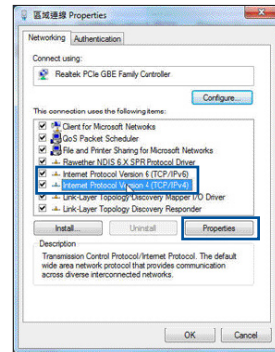 區域連線 Properties
Networking Authentication
Connect using:
Realtek PCIe GBE Family Controller
Configure...
This connection uses the following items:
Client for Microsoft Networks
QoS Packet Scheduler
File and Printer Sharing for Microsoft Networks
Rawether NDIS 6.X SPR Protocol Driver
Internet Protocol Version 6 (TCP/IPv6)
Internet Protocol Version 4 (TCP/IPv4)
Link-Layer Topology Discovery Mapper I/O Driver
Link-Layer Topology Discovery Responder
Install... Uninstall Properties
Description
Transmission Control Protocol/Internet Protocol. The default
wide area network protocol that provides communication
across diverse interconnected networks.
OK Cancel